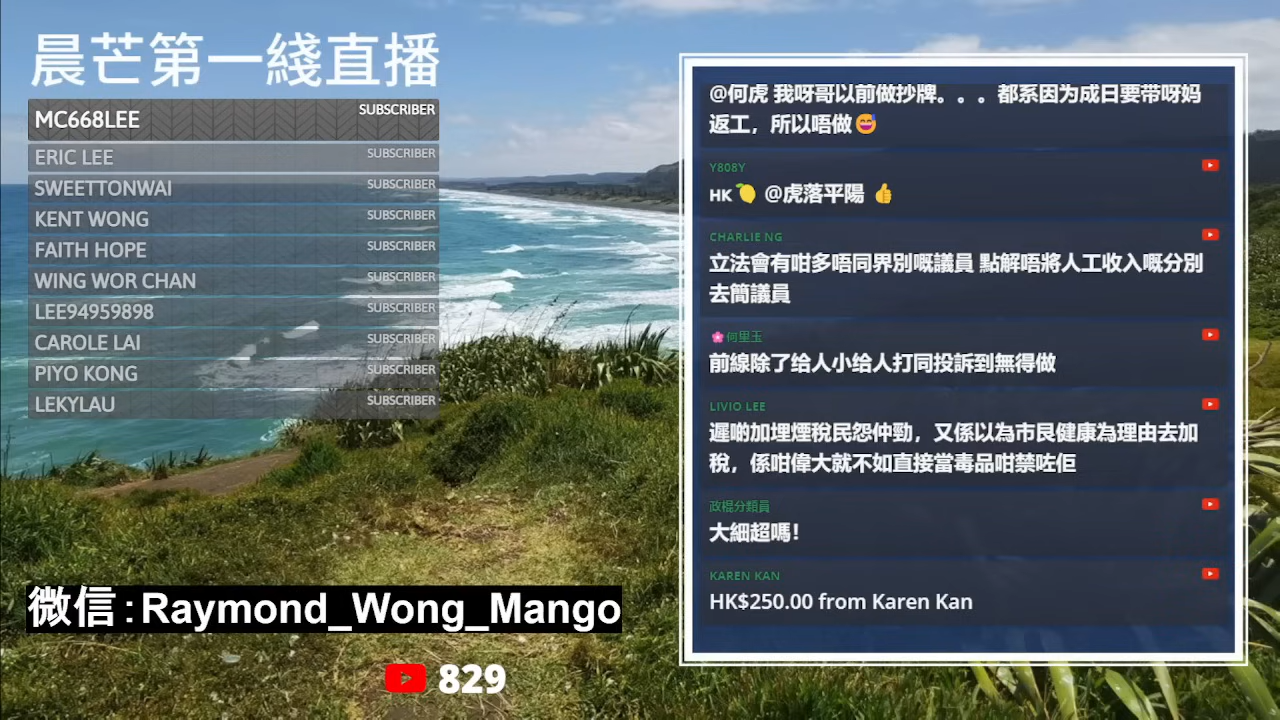 晨芒第一綫直播
MC668LEE SUBSCRIBER
ERIC LEE SUBSCRIBER
SWEETTONWAI SUBSCRIBER
KENT WONG SUBSCRIBER
FAITH HOPE SUBSCRIBER
WING WOR CHAN SUBSCRIBER
LEE94959898 SUBSCRIBER
CAROLE LAI SUBSCRIBER
PIYO KONG SUBSCRIBER
LEKYLAU SUBSCRIBER
微信:Raymond_Wong_Mango
829
@何虎 我呀哥以前做抄牌。。。都系因为成日要带呀妈
返工，所以唔做😅
Y808Y
HK🍋 @虎落平陽 👍
CHARLIE NG
立法會有咁多唔同界別嘅議員 點解唔將人工收入嘅分別
去簡議員
🌸何里玉
前線除了给人小给人打同投訴到無得做
LIVIO LEE
遲啲加埋煙稅民怨仲勁，又係以為市艮健康為理由去加
稅，係咁偉大就不如直接當毒品咁禁咗佢
政棍分類員
大細超嗎！
KAREN KAN
HK$250.00 from Karen Kan